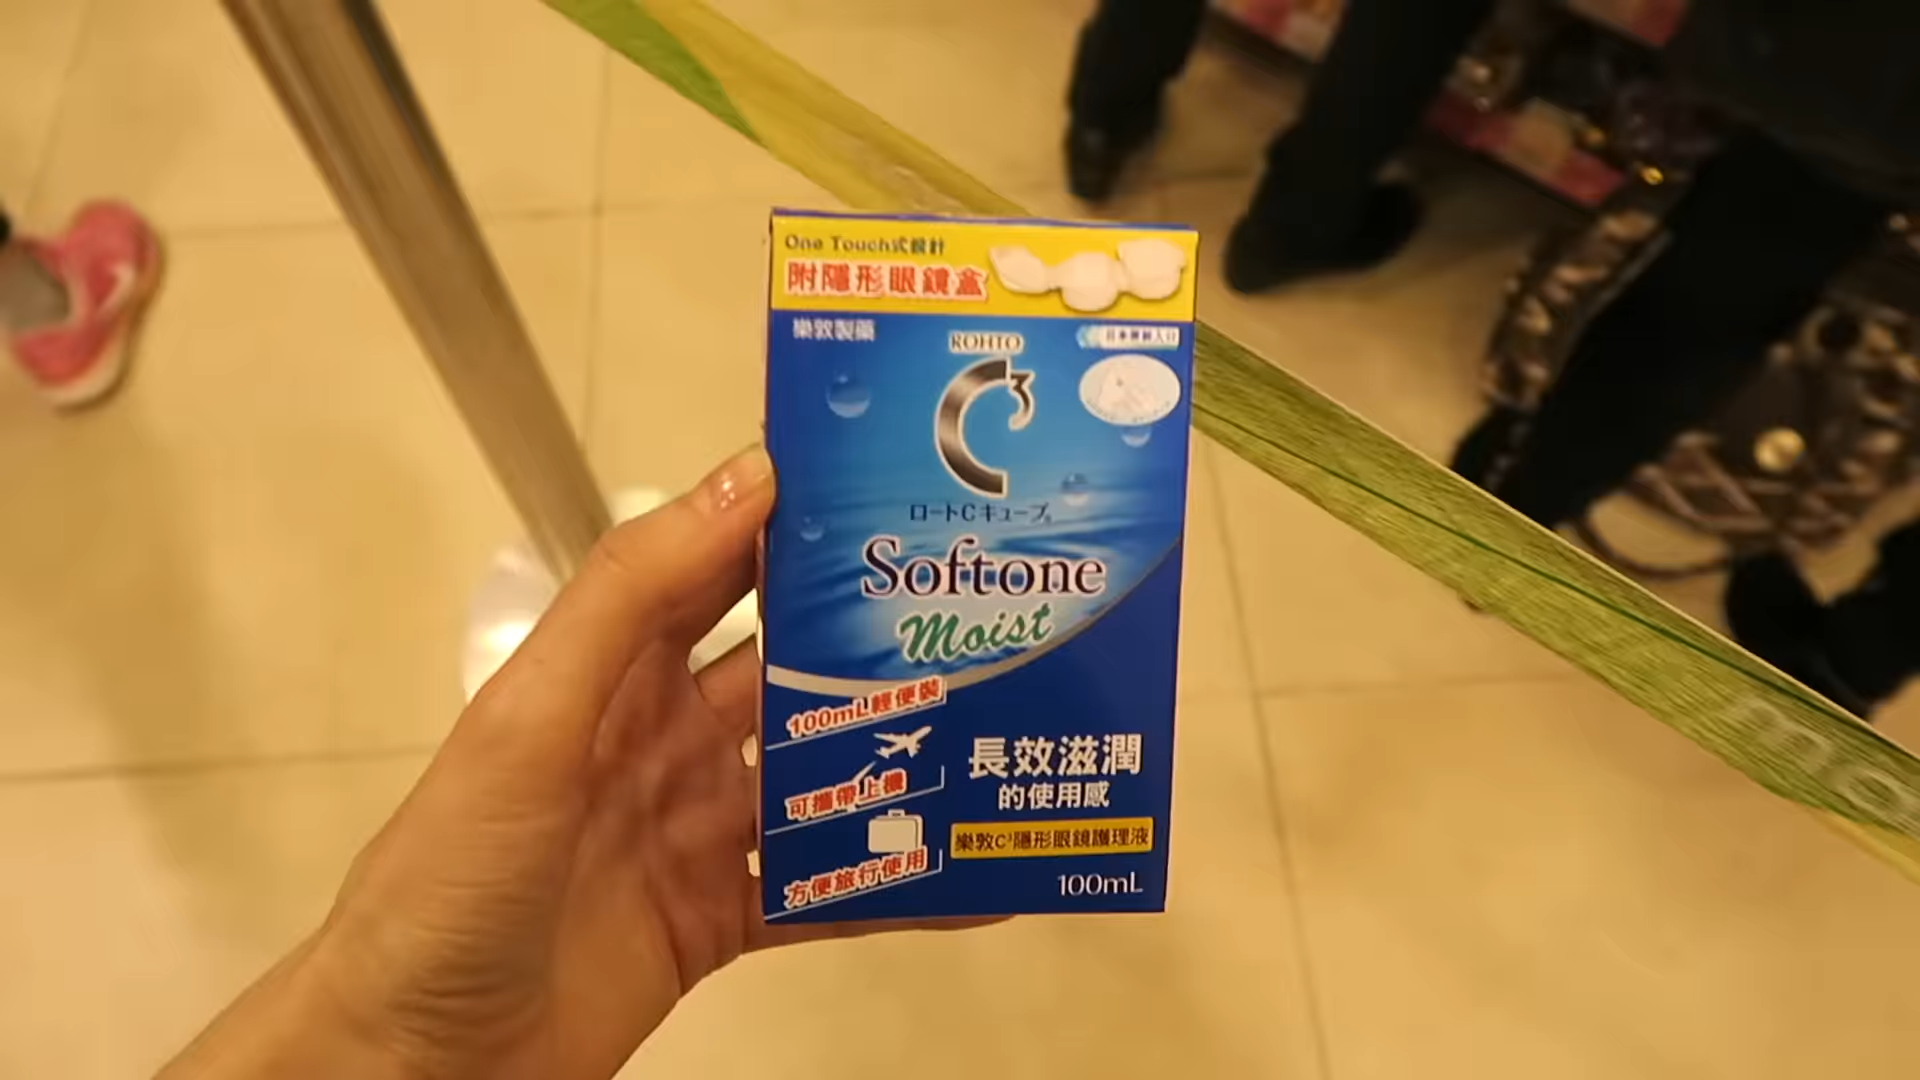 One Touch式設計
附隱形眼鏡盒
樂敦製藥
ROHTO
C3
ロートCキューブ®
Softone
Moist
100mL輕便裝
可攜帶上機
方便旅行使用
長效滋潤
的使用感
樂敦C³隱形眼鏡護理液
100mL